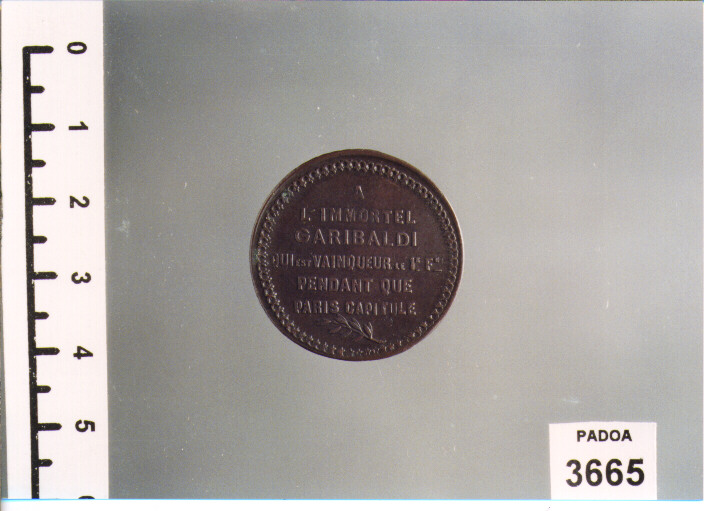 0
1
2
3
4
5
A
L'IMMORTEL
GARIBALDI
QUI EST VAINQUEUR LE 1ER FER
PENDANT QUE
PARIS CAPITULE
PADOA
3665